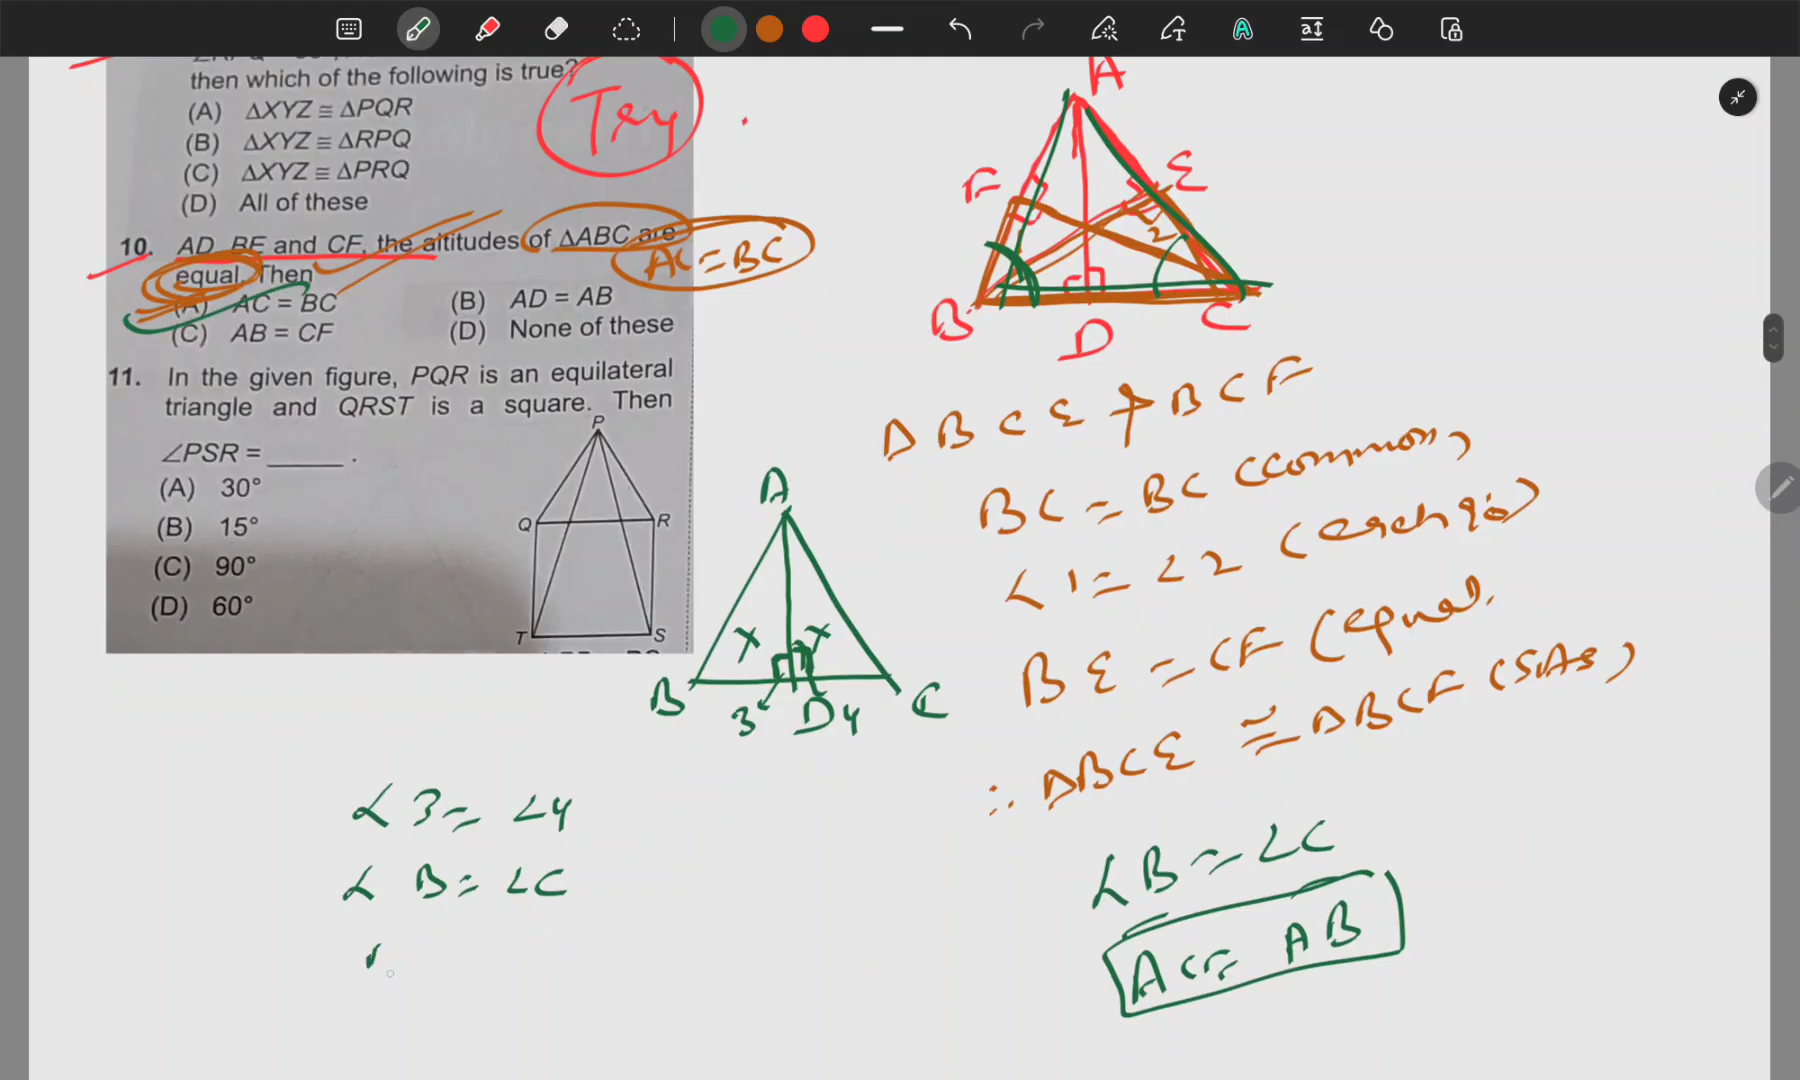 then which of the following is true?
(A) ΔXYZ ≅ ΔPQR
(B) ΔXYZ ≅ ΔRPQ
(C) ΔXYZ ≅ ΔPRQ
(D) All of these
Try
10. AD, BE and CF, the altitudes of ΔABC are
equal. Then
AC = BC
(A) AC = BC
(B) AD = AB
(C) AB = CF
(D) None of these
11. In the given figure, PQR is an equilateral
triangle and QRST is a square. Then
∠PSR = ______ .
(A) 30°
(B) 15°
(C) 90°
(D) 60°
P
Q
R
T
S
A
F
E
2
B
D
C
A
x
x
B
3
D
4
C
Δ BCE & BCF
BC = BC (common)
∠1 = ∠2 (each 90)
BE = CF (equal
∴ ΔBCE ≅ ΔBCF (SAS)
∠B = ∠C
AC = AB
∠3 = ∠4
∠B = ∠C